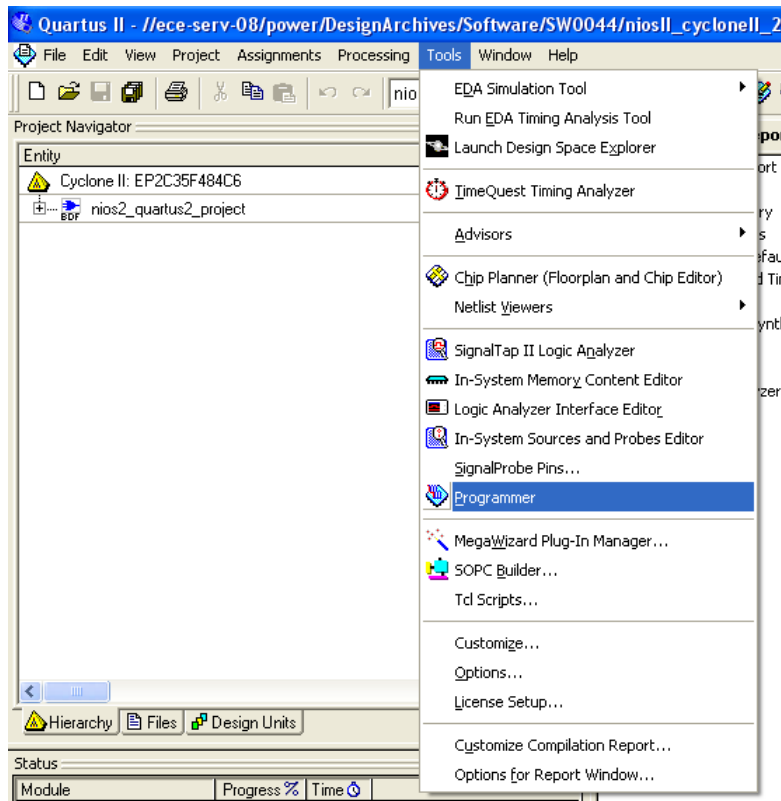 Quartus II - //ece-serv-08/power/DesignArchives/Software/SW0044/niosII_cycloneII_2
File Edit View Project Assignments Processing Tools Window Help
nio
Project Navigator
Entity
Cyclone II: EP2C35F484C6
BDF nios2_quartus2_project
EDA Simulation Tool
Run EDA Timing Analysis Tool
Launch Design Space Explorer
TimeQuest Timing Analyzer
Advisors
Chip Planner (Floorplan and Chip Editor)
Netlist Viewers
SignalTap II Logic Analyzer
In-System Memory Content Editor
Logic Analyzer Interface Editor
In-System Sources and Probes Editor
SignalProbe Pins...
Programmer
MegaWizard Plug-In Manager...
SOPC Builder...
Tcl Scripts...
Customize...
Options...
License Setup...
Customize Compilation Report...
Options for Report Window...
Hierarchy Files Design Units
Status
Module Progress % Time